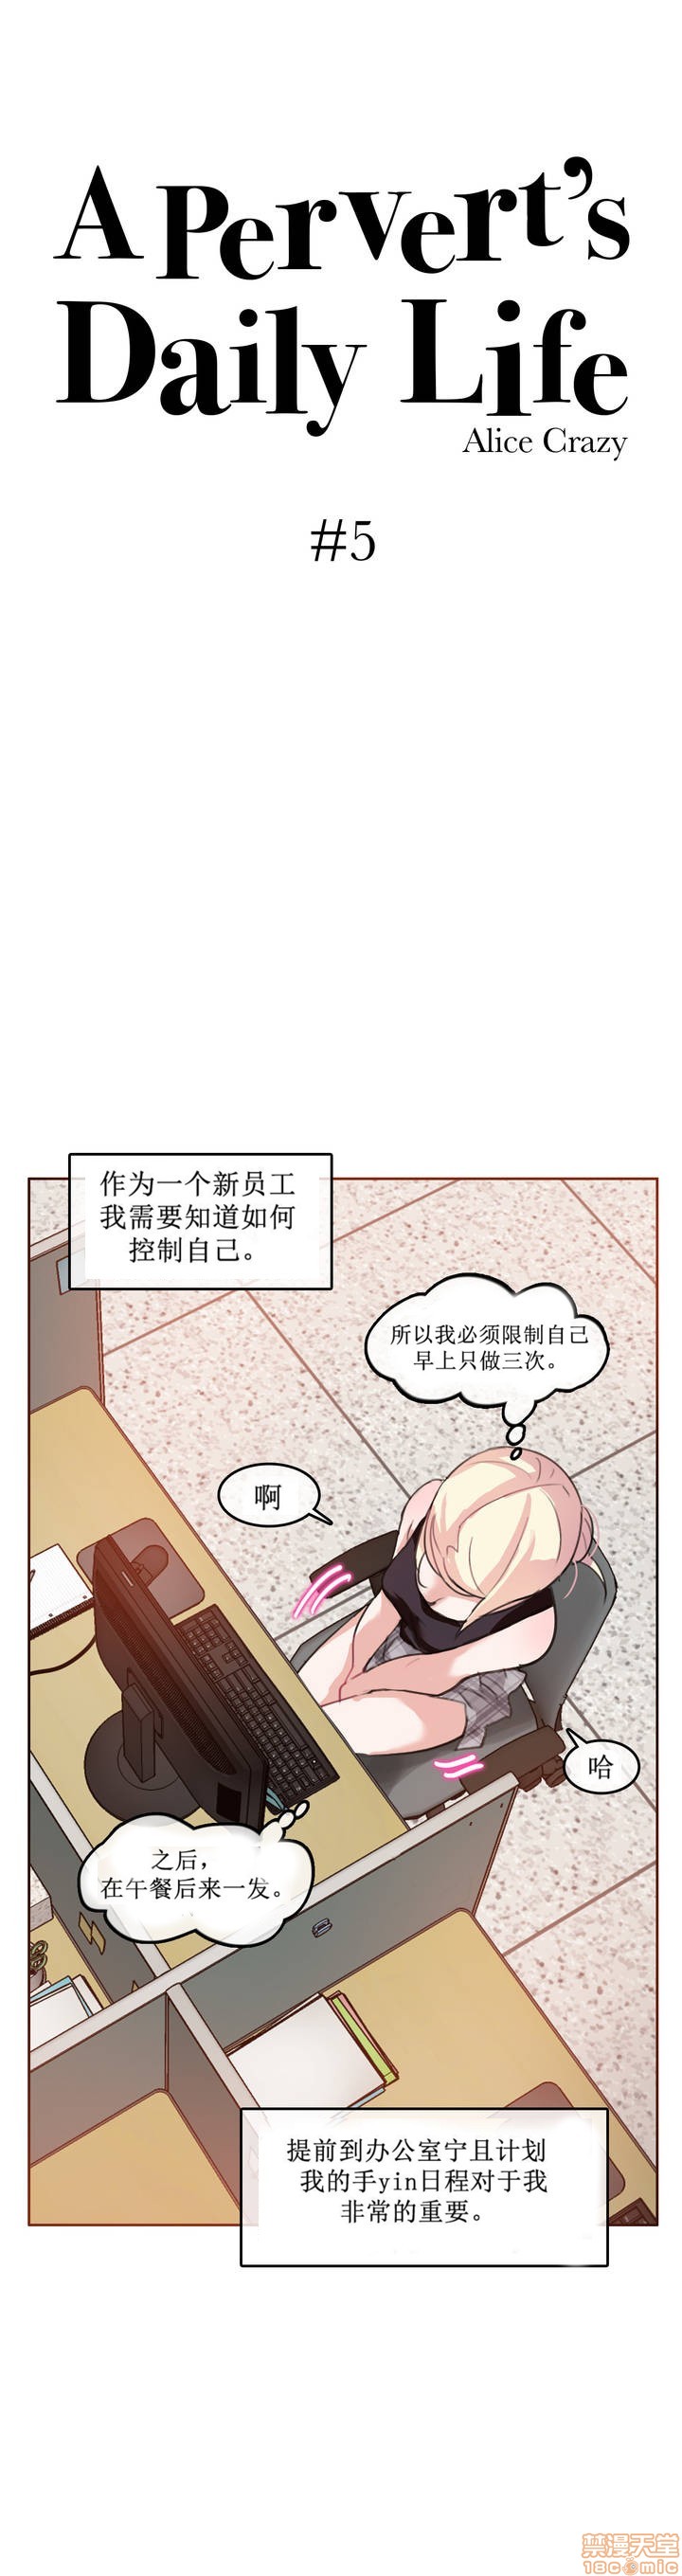 A Pervert's
Daily Life
Alice Crazy
#5
作为一个新员工
我需要知道如何
控制自己。
所以我必须限制自己
早上只做三次。
啊
哈
之后，
在午餐后来一发。
提前到办公室宁且计划
我的手yin日程对于我
非常的重要。
禁漫天堂
18comic